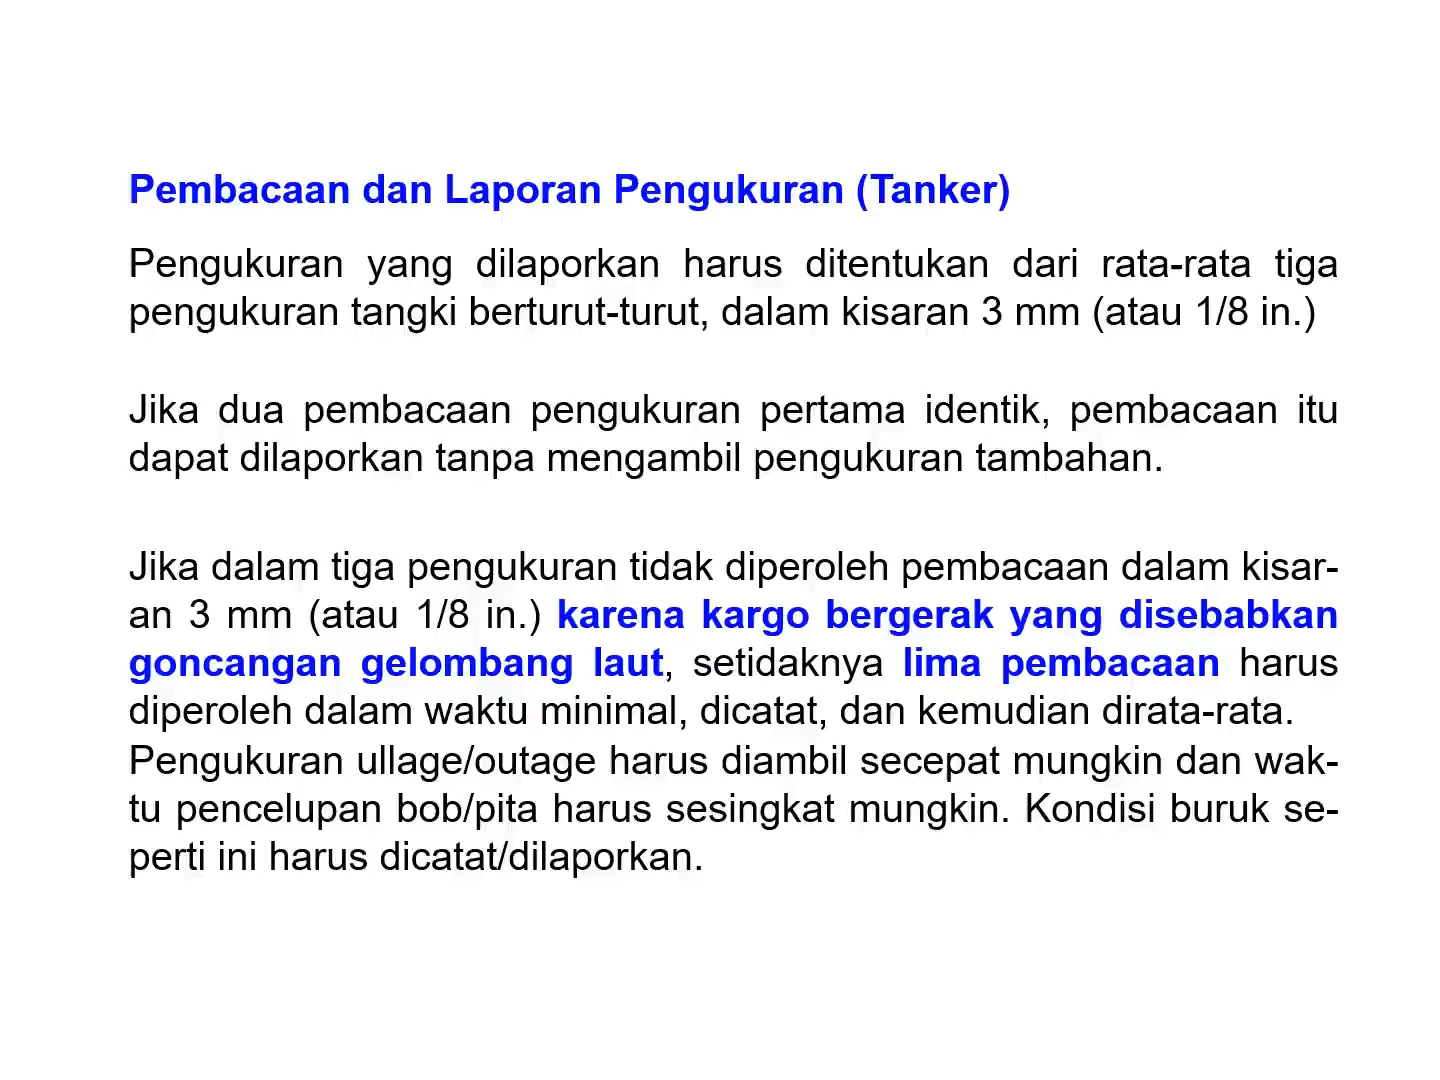 Pembacaan dan Laporan Pengukuran (Tanker)
Pengukuran yang dilaporkan harus ditentukan dari rata-rata tiga
pengukuran tangki berturut-turut, dalam kisaran 3 mm (atau 1/8 in.)
Jika dua pembacaan pengukuran pertama identik, pembacaan itu
dapat dilaporkan tanpa mengambil pengukuran tambahan.
Jika dalam tiga pengukuran tidak diperoleh pembacaan dalam kisar-
an 3 mm (atau 1/8 in.) karena kargo bergerak yang disebabkan
goncangan gelombang laut, setidaknya lima pembacaan harus
diperoleh dalam waktu minimal, dicatat, dan kemudian dirata-rata.
Pengukuran ullage/outage harus diambil secepat mungkin dan wak-
tu pencelupan bob/pita harus sesingkat mungkin. Kondisi buruk se-
perti ini harus dicatat/dilaporkan.